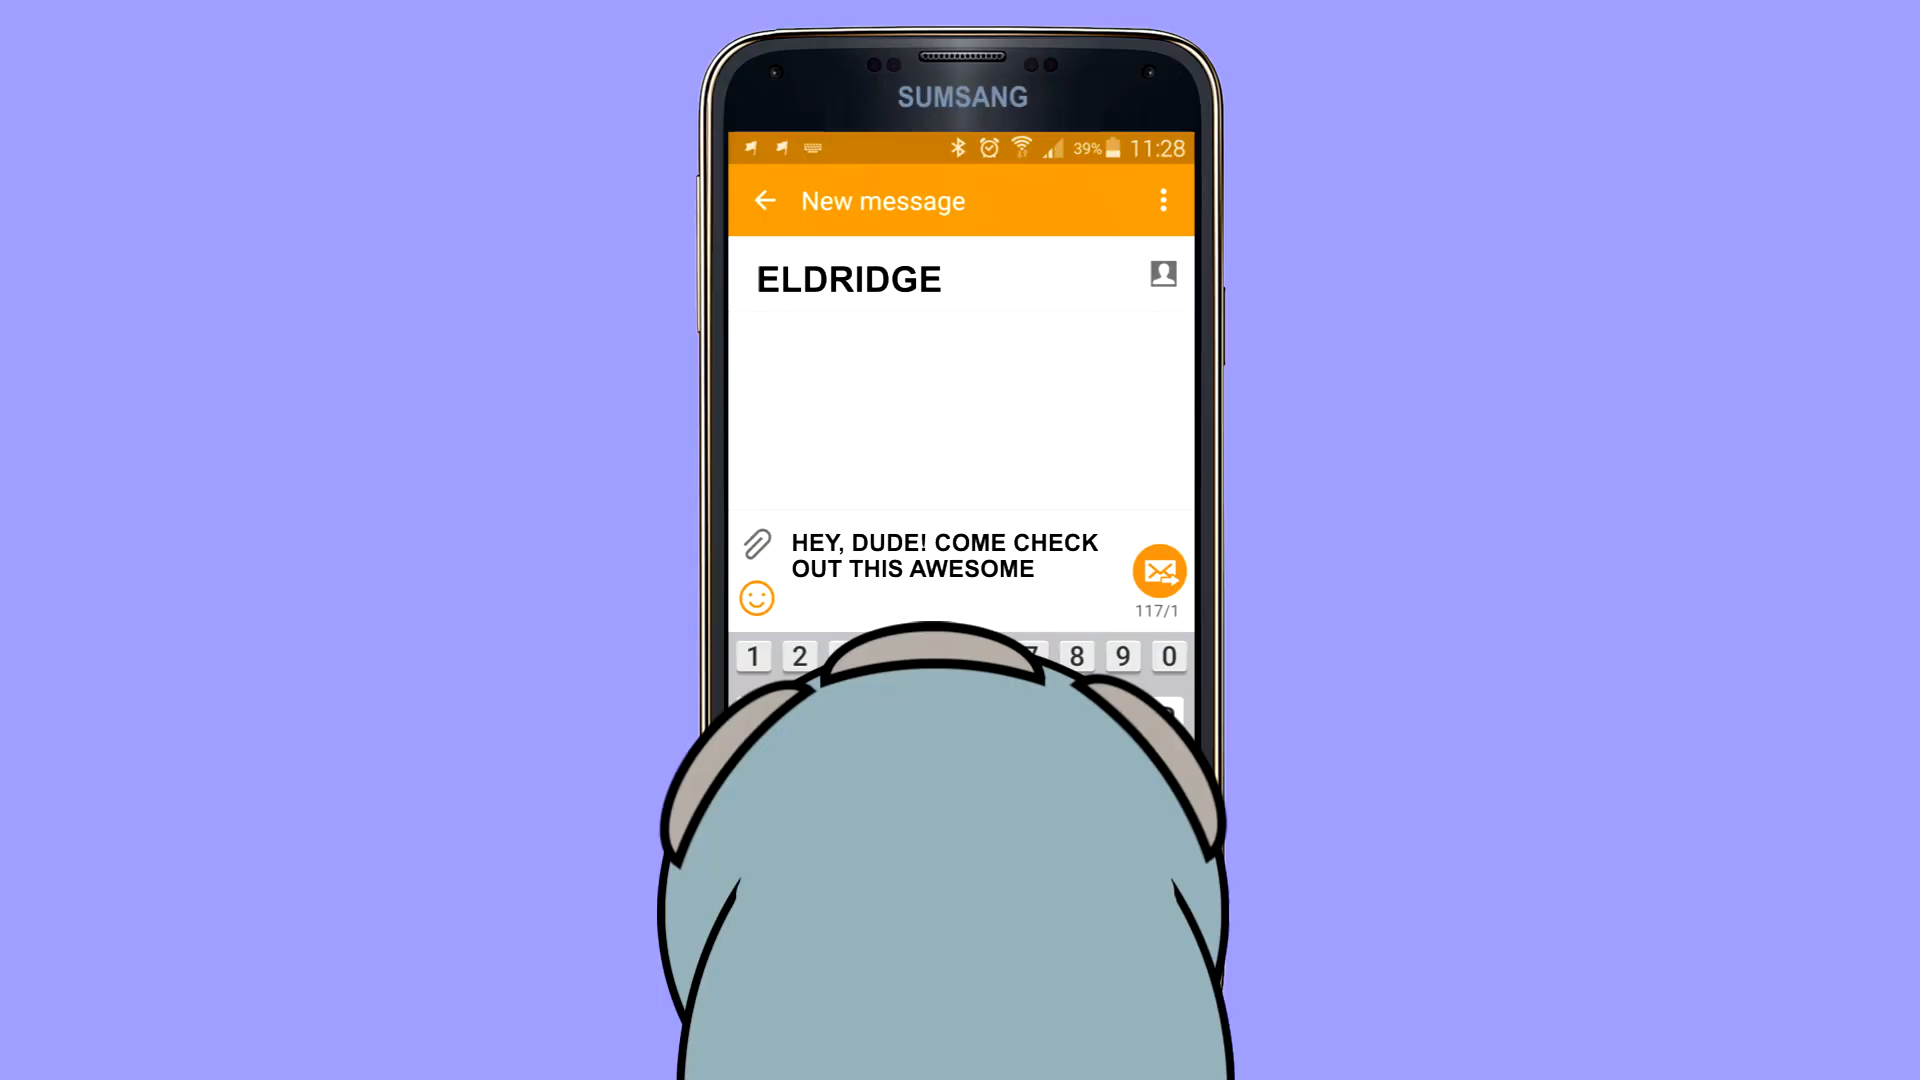 SUMSANG
39% 11:28
New message
ELDRIDGE
HEY, DUDE! COME CHECK
OUT THIS AWESOME
117/1
1 2 8 9 0